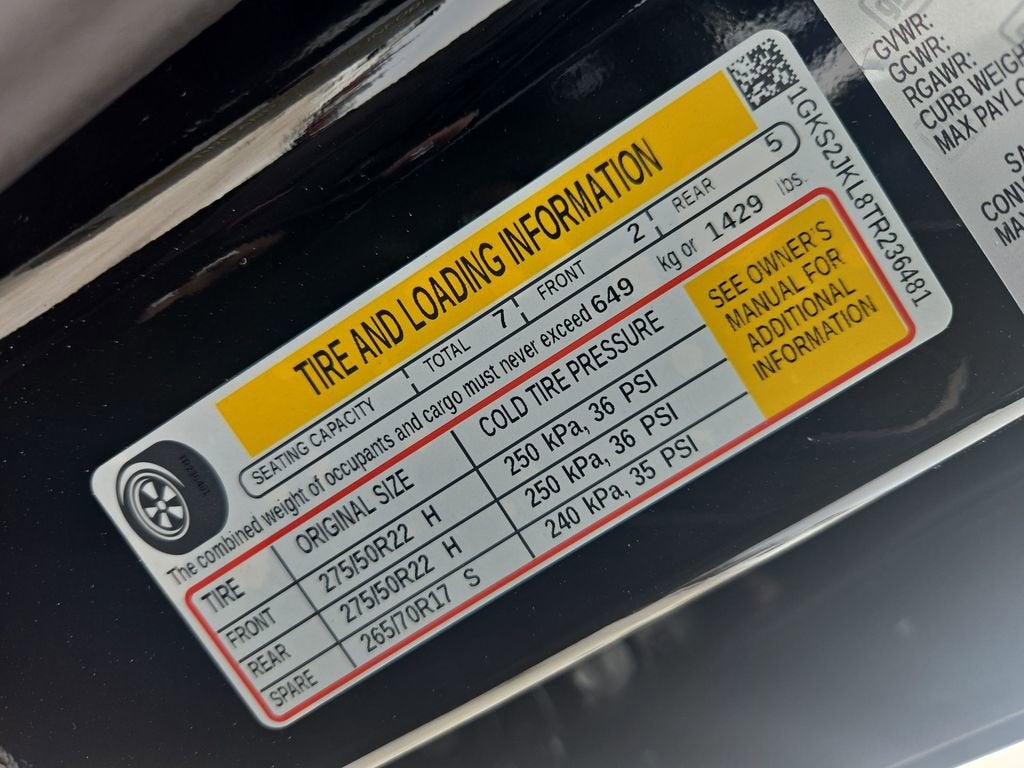 TIRE AND LOADING INFORMATION
SEATING CAPACITY TOTAL 7 FRONT 2 REAR 5
The combined weight of occupants and cargo must never exceed 649 kg or 1429 lbs.
TIRE ORIGINAL SIZE COLD TIRE PRESSURE
FRONT 275/50R22 H 250 kPa, 36 PSI
REAR 275/50R22 H 250 kPa, 36 PSI
SPARE 265/70R17 S 240 kPa, 35 PSI
SEE OWNER'S
MANUAL FOR
ADDITIONAL
INFORMATION
1GKS2JKL8TR236481
GVWR:
GCWR:
RGAWR:
CURB WEIGH
MAX PAYLO
SA
CONV
MA